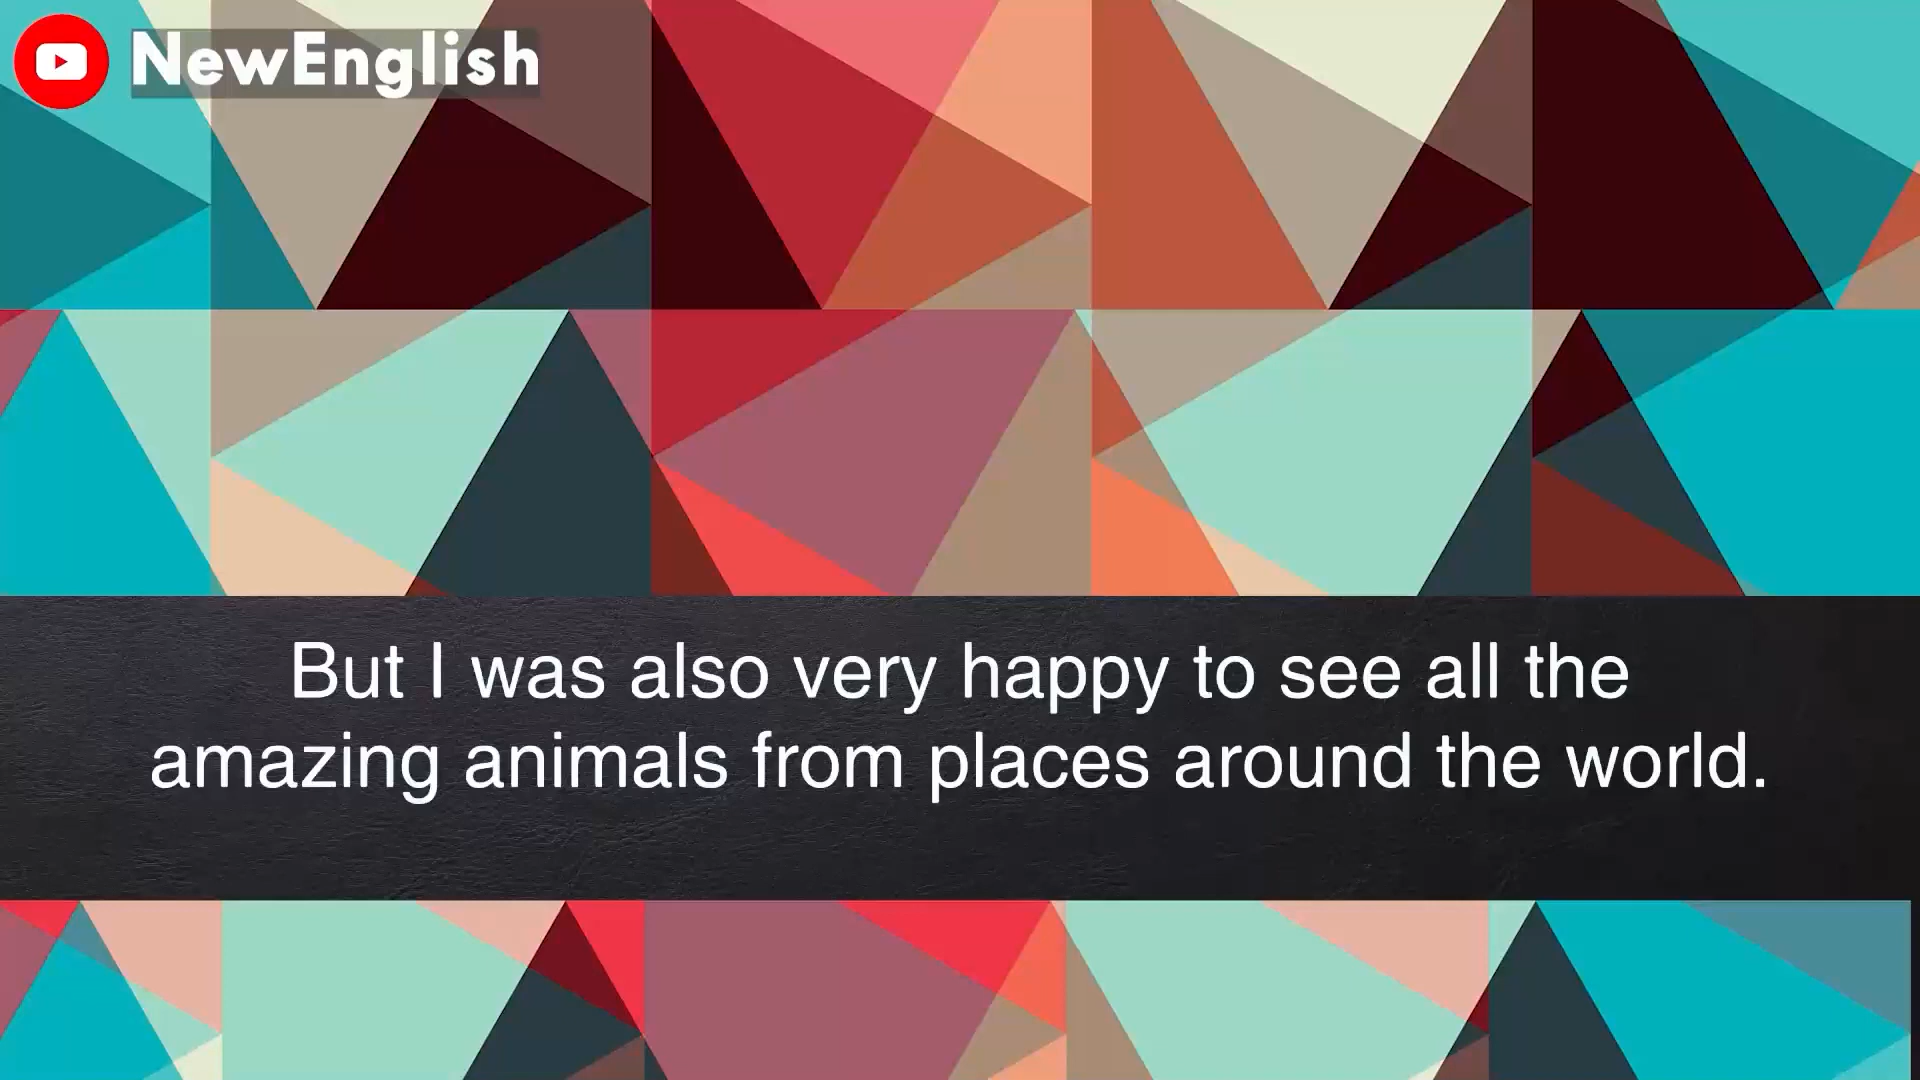 NewEnglish
But I was also very happy to see all the
amazing animals from places around the world.